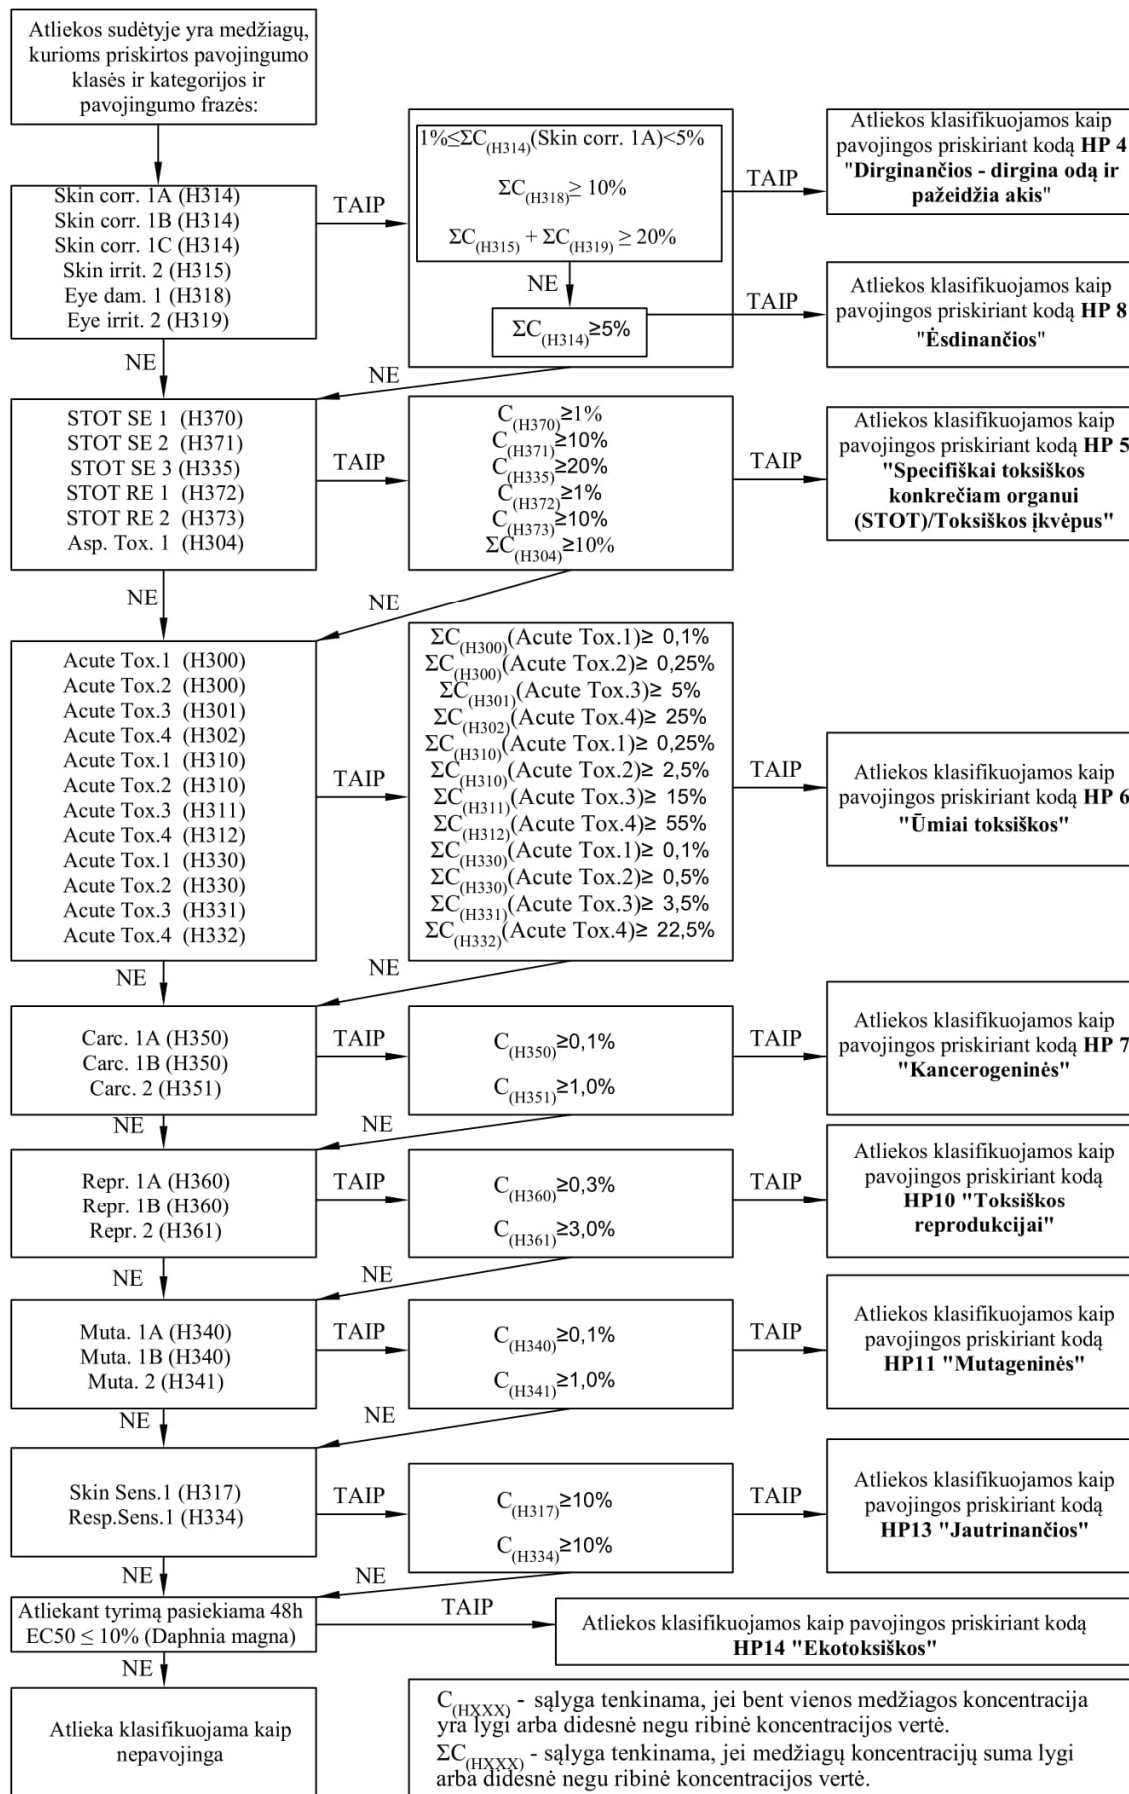 Atliekos sudėtyje yra medžiagų,
kurioms priskirtos pavojingumo
klasės ir kategorijos ir
pavojingumo frazės:
Skin corr. 1A (H314)
Skin corr. 1B (H314)
Skin corr. 1C (H314)
Skin irrit. 2 (H315)
Eye dam. 1 (H318)
Eye irrit. 2 (H319)
TAIP
1%≤ΣC(H314)(Skin corr. 1A)<5%
ΣC(H318)≥ 10%
ΣC(H315) + ΣC(H319) ≥ 20%
TAIP
Atliekos klasifikuojamos kaip
pavojingos priskiriant kodą HP 4
"Dirginančios - dirgina odą ir
pažeidžia akis"
NE
ΣC(H314)≥5%
TAIP
Atliekos klasifikuojamos kaip
pavojingos priskiriant kodą HP 8
"Ėsdinančios"
NE
NE
STOT SE 1 (H370)
STOT SE 2 (H371)
STOT SE 3 (H335)
STOT RE 1 (H372)
STOT RE 2 (H373)
Asp. Tox. 1 (H304)
TAIP
C(H370)≥1%
C(H371)≥10%
C(H335)≥20%
C(H372)≥1%
C(H373)≥10%
ΣC(H304)≥10%
TAIP
Atliekos klasifikuojamos kaip
pavojingos priskiriant kodą HP 5
"Specifiškai toksiškos
konkrečiam organui
(STOT)/Toksiškos įkvėpus"
NE
NE
Acute Tox.1 (H300)
Acute Tox.2 (H300)
Acute Tox.3 (H301)
Acute Tox.4 (H302)
Acute Tox.1 (H310)
Acute Tox.2 (H310)
Acute Tox.3 (H311)
Acute Tox.4 (H312)
Acute Tox.1 (H330)
Acute Tox.2 (H330)
Acute Tox.3 (H331)
Acute Tox.4 (H332)
TAIP
ΣC(H300)(Acute Tox.1)≥ 0,1%
ΣC(H300)(Acute Tox.2)≥ 0,25%
ΣC(H301)(Acute Tox.3)≥ 5%
ΣC(H302)(Acute Tox.4)≥ 25%
ΣC(H310)(Acute Tox.1)≥ 0,25%
ΣC(H310)(Acute Tox.2)≥ 2,5%
ΣC(H311)(Acute Tox.3)≥ 15%
ΣC(H312)(Acute Tox.4)≥ 55%
ΣC(H330)(Acute Tox.1)≥ 0,1%
ΣC(H330)(Acute Tox.2)≥ 0,5%
ΣC(H331)(Acute Tox.3)≥ 3,5%
ΣC(H332)(Acute Tox.4)≥ 22,5%
TAIP
Atliekos klasifikuojamos kaip
pavojingos priskiriant kodą HP 6
"Ūmiai toksiškos"
NE
NE
Carc. 1A (H350)
Carc. 1B (H350)
Carc. 2 (H351)
TAIP
C(H350)≥0,1%
C(H351)≥1,0%
TAIP
Atliekos klasifikuojamos kaip
pavojingos priskiriant kodą HP 7
"Kancerogeninės"
NE
NE
Repr. 1A (H360)
Repr. 1B (H360)
Repr. 2 (H361)
TAIP
C(H360)≥0,3%
C(H361)≥3,0%
TAIP
Atliekos klasifikuojamos kaip
pavojingos priskiriant kodą
HP10 "Toksiškos
reprodukcijai"
NE
NE
Muta. 1A (H340)
Muta. 1B (H340)
Muta. 2 (H341)
TAIP
C(H340)≥0,1%
C(H341)≥1,0%
TAIP
Atliekos klasifikuojamos kaip
pavojingos priskiriant kodą
HP11 "Mutageninės"
NE
NE
Skin Sens.1 (H317)
Resp.Sens.1 (H334)
TAIP
C(H317)≥10%
C(H334)≥10%
TAIP
Atliekos klasifikuojamos kaip
pavojingos priskiriant kodą
HP13 "Jautrinančios"
NE
NE
Atliekant tyrimą pasiekiama 48h
EC50 ≤ 10% (Daphnia magna)
TAIP
Atliekos klasifikuojamos kaip pavojingos priskiriant kodą
HP14 "Ekotoksiškos"
NE
Atlieka klasifikuojama kaip
nepavojinga
C(HXXX) - sąlyga tenkinama, jei bent vienos medžiagos koncentracija
yra lygi arba didesnė negu ribinė koncentracijos vertė.
ΣC(HXXX) - sąlyga tenkinama, jei medžiagų koncentracijų suma lygi
arba didesnė negu ribinė koncentracijos vertė.